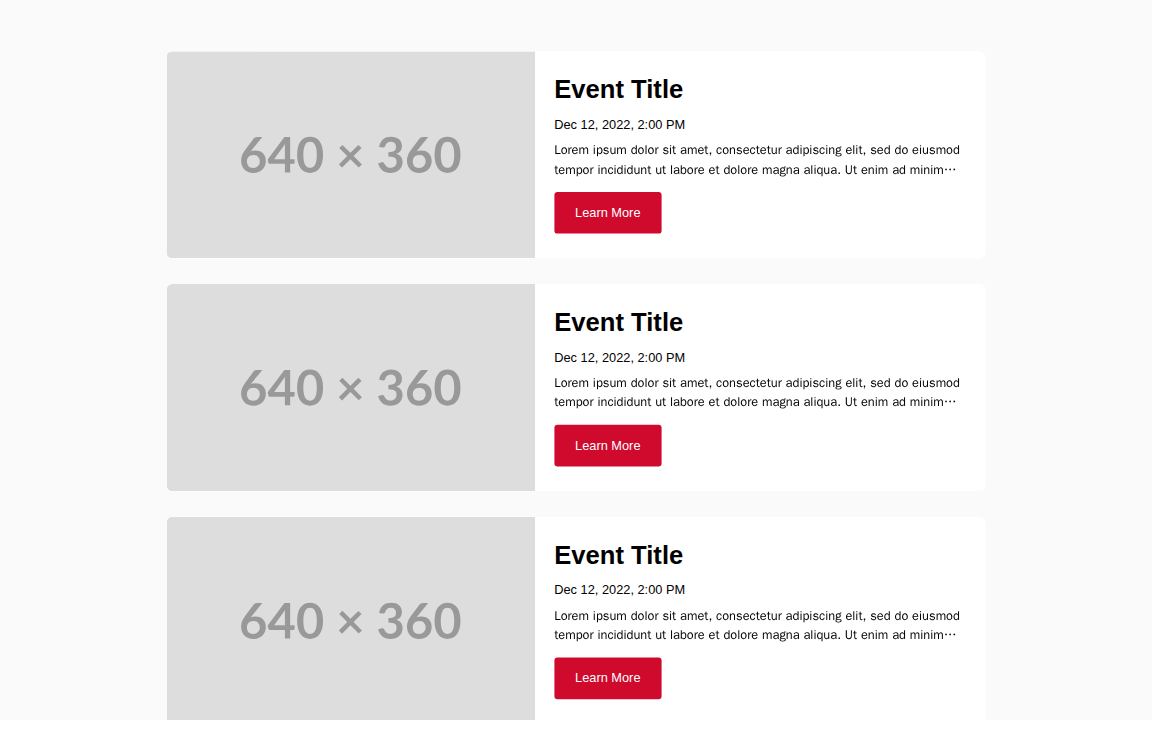 640 × 360
Event Title
Dec 12, 2022, 2:00 PM
Lorem ipsum dolor sit amet, consectetur adipiscing elit, sed do eiusmod
tempor incididunt ut labore et dolore magna aliqua. Ut enim ad minim…
Learn More
640 × 360
Event Title
Dec 12, 2022, 2:00 PM
Lorem ipsum dolor sit amet, consectetur adipiscing elit, sed do eiusmod
tempor incididunt ut labore et dolore magna aliqua. Ut enim ad minim…
Learn More
640 × 360
Event Title
Dec 12, 2022, 2:00 PM
Lorem ipsum dolor sit amet, consectetur adipiscing elit, sed do eiusmod
tempor incididunt ut labore et dolore magna aliqua. Ut enim ad minim…
Learn More